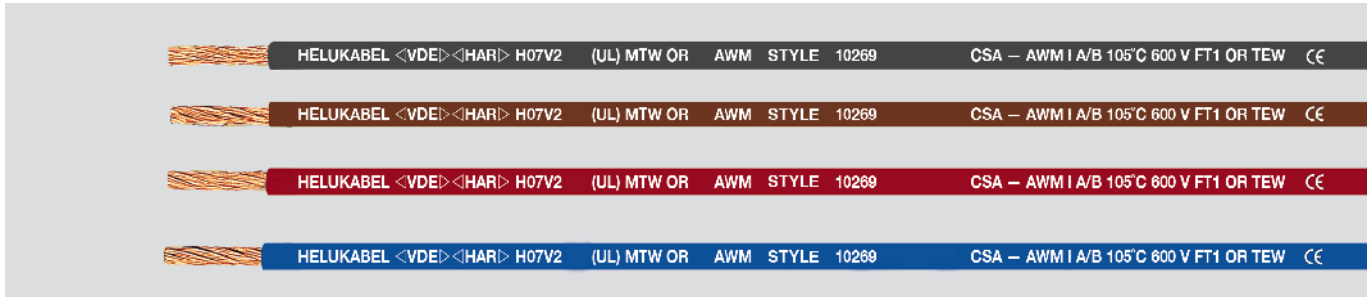 HELUKABEL ◁VDE▷ ◁HAR▷ H07V2 (UL) MTW OR AWM STYLE 10269 CSA – AWM I A/B 105°C 600 V FT1 OR TEW CE
HELUKABEL ◁VDE▷ ◁HAR▷ H07V2 (UL) MTW OR AWM STYLE 10269 CSA – AWM I A/B 105°C 600 V FT1 OR TEW CE
HELUKABEL ◁VDE▷ ◁HAR▷ H07V2 (UL) MTW OR AWM STYLE 10269 CSA – AWM I A/B 105°C 600 V FT1 OR TEW CE
HELUKABEL ◁VDE▷ ◁HAR▷ H07V2 (UL) MTW OR AWM STYLE 10269 CSA – AWM I A/B 105°C 600 V FT1 OR TEW CE